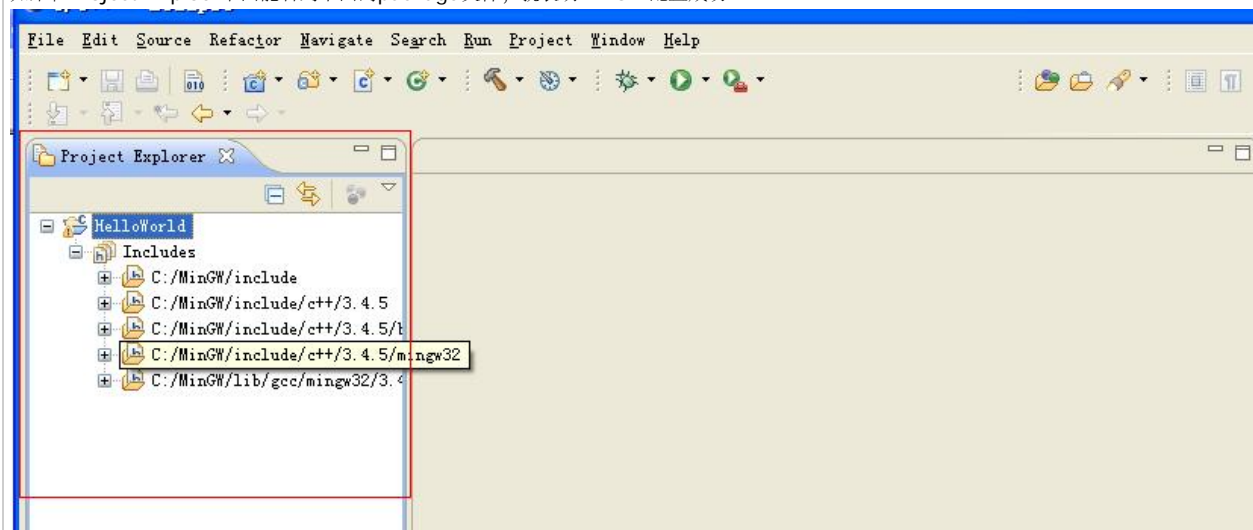 File Edit Source Refactor Navigate Search Run Project Window Help
Project Explorer
HelloWorld
Includes
C:/MinGW/include
C:/MinGW/include/c++/3.4.5
C:/MinGW/include/c++/3.4.5/b
C:/MinGW/include/c++/3.4.5/mingw32
C:/MinGW/lib/gcc/mingw32/3.4